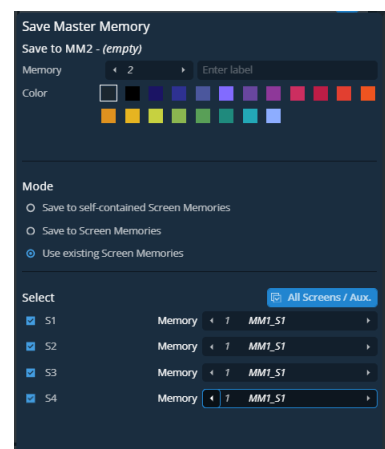 Save Master Memory
Save to MM2 - (empty)
Memory 2 Enter label
Color
Mode
Save to self-contained Screen Memories
Save to Screen Memories
Use existing Screen Memories
Select All Screens / Aux.
S1 Memory 1 MM1_S1
S2 Memory 1 MM1_S1
S3 Memory 1 MM1_S1
S4 Memory 1 MM1_S1